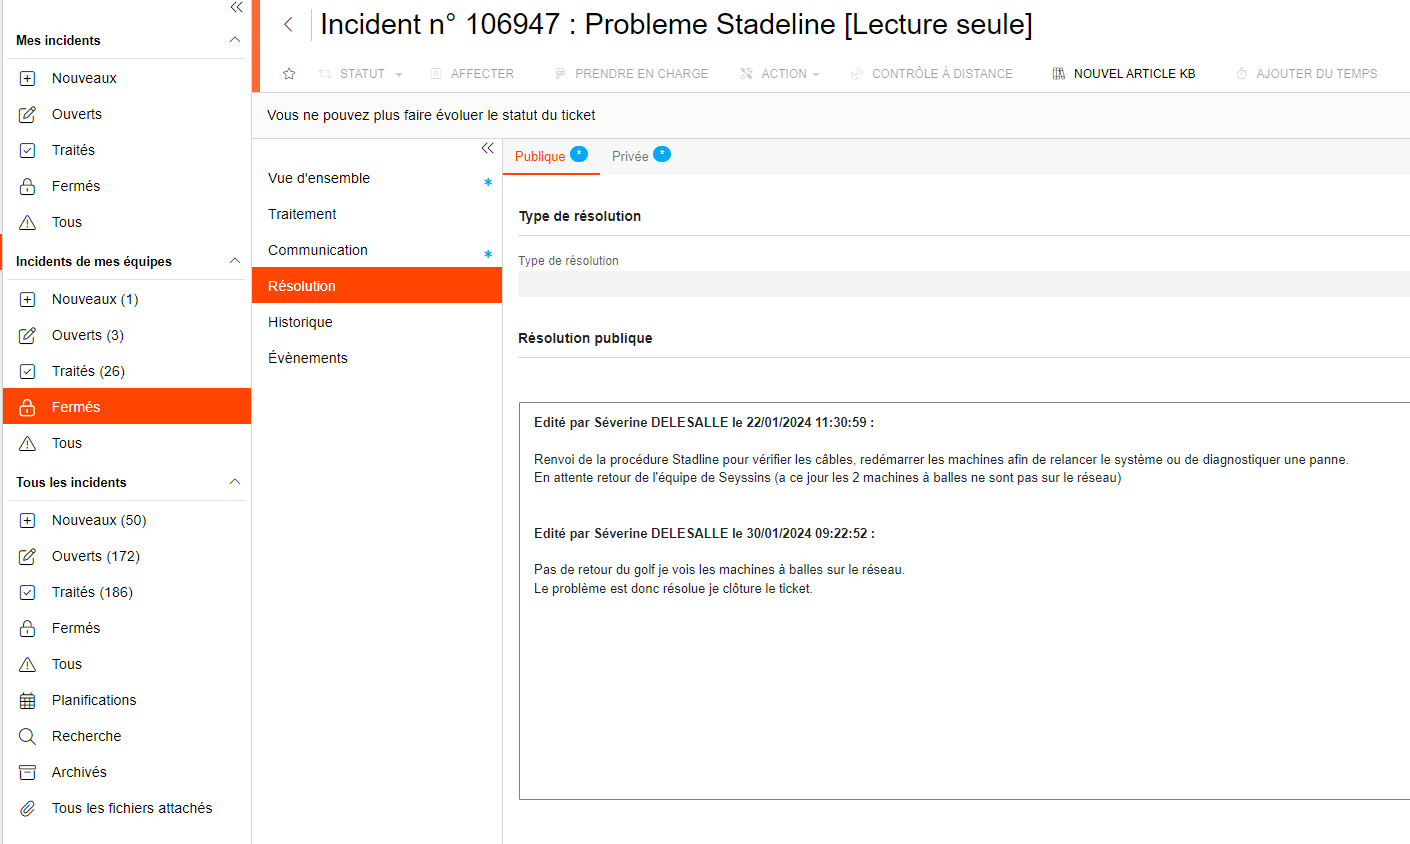 Mes incidents
Nouveaux
Ouverts
Traités
Fermés
Tous
Incidents de mes équipes
Nouveaux (1)
Ouverts (3)
Traités (26)
Fermés
Tous
Tous les incidents
Nouveaux (50)
Ouverts (172)
Traités (186)
Fermés
Tous
Planifications
Recherche
Archivés
Tous les fichiers attachés
Incident n° 106947 : Probleme Stadeline [Lecture seule]
STATUT AFFECTER PRENDRE EN CHARGE ACTION CONTRÔLE À DISTANCE NOUVEL ARTICLE KB AJOUTER DU TEMPS
Vous ne pouvez plus faire évoluer le statut du ticket
Vue d'ensemble *
Traitement
Communication *
Résolution
Historique
Évènements
Publique * Privée *
Type de résolution
Type de résolution
Résolution publique
Edité par Séverine DELESALLE le 22/01/2024 11:30:59 :
Renvoi de la procédure Stadline pour vérifier les câbles, redémarrer les machines afin de relancer le système ou de diagnostiquer une panne.
En attente retour de l'équipe de Seyssins (a ce jour les 2 machines à balles ne sont pas sur le réseau)
Edité par Séverine DELESALLE le 30/01/2024 09:22:52 :
Pas de retour du golf je vois les machines à balles sur le réseau.
Le problème est donc résolue je clôture le ticket.